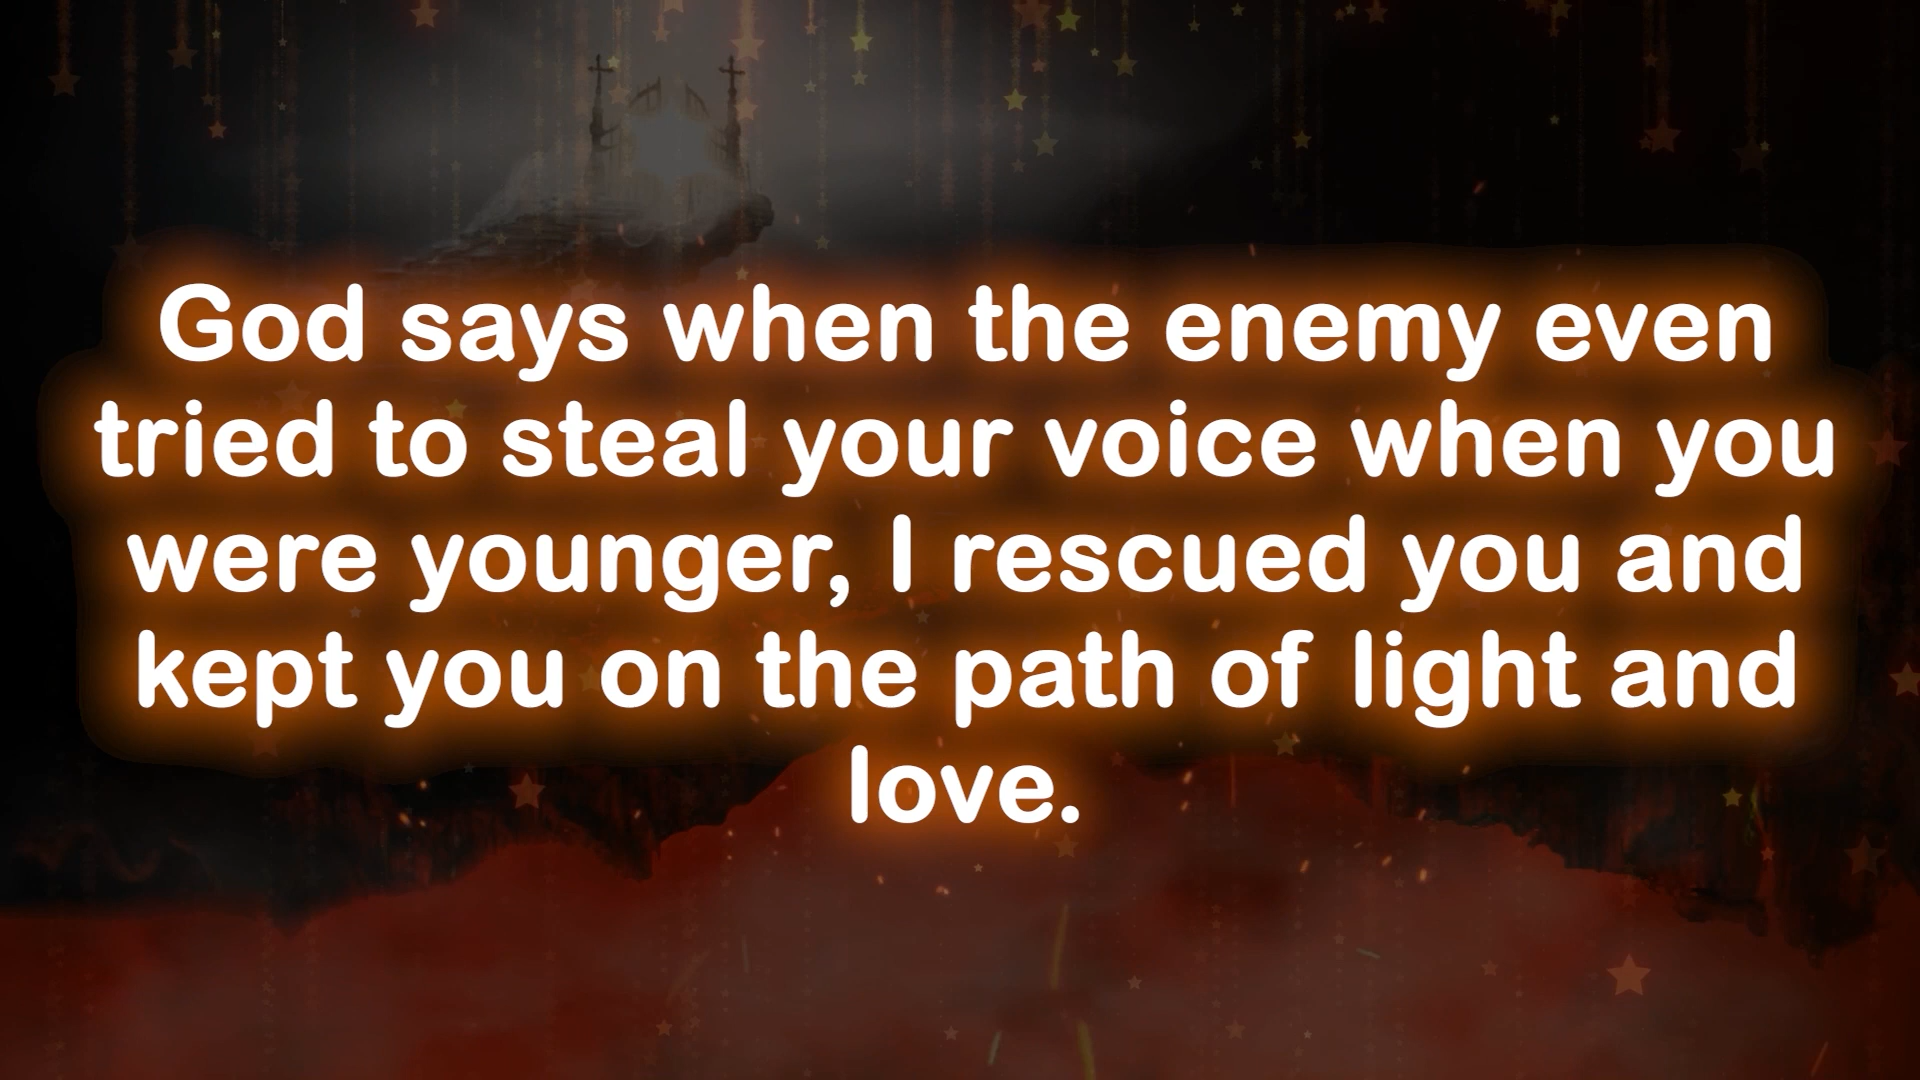 God says when the enemy even
tried to steal your voice when you
were younger, I rescued you and
kept you on the path of light and
love.